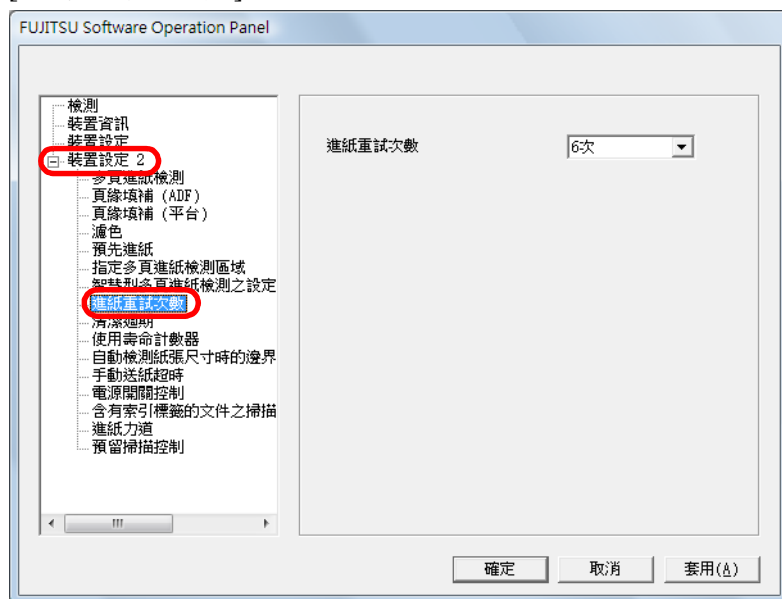 FUJITSU Software Operation Panel
檢測
裝置資訊
裝置設定
裝置設定 2
多頁進紙檢測
頁緣填補 (ADF)
頁緣填補 (平台)
濾色
預先進紙
指定多頁進紙檢測區域
智慧型多頁進紙檢測之設定
進紙重試次數
清潔週期
使用壽命計數器
自動檢測紙張尺寸時的邊界
手動送紙超時
電源開關控制
含有索引標籤的文件之掃描
進紙力道
預留掃描控制
進紙重試次數
6次
確定
取消
套用(A)